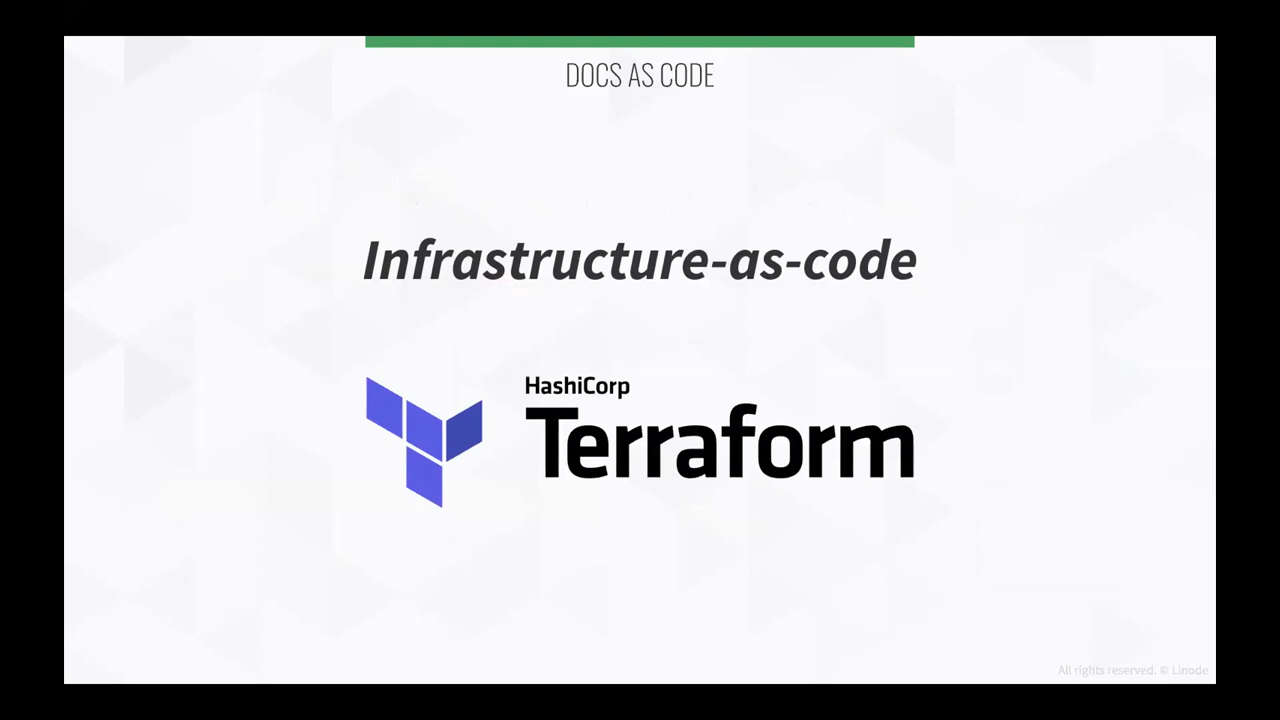 DOCS AS CODE
Infrastructure-as-code
HashiCorp
Terraform
All rights reserved. © Linode